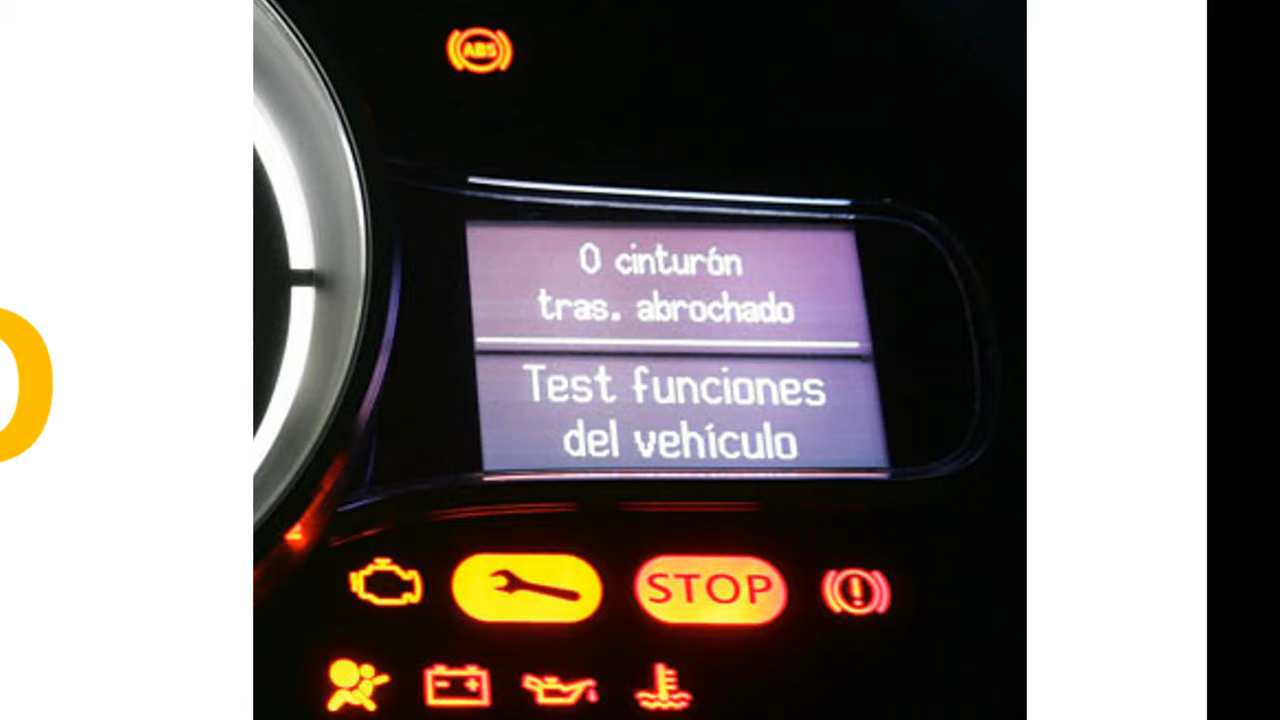 ABS
0 cinturón
tras. abrochado
Test funciones
del vehículo
STOP